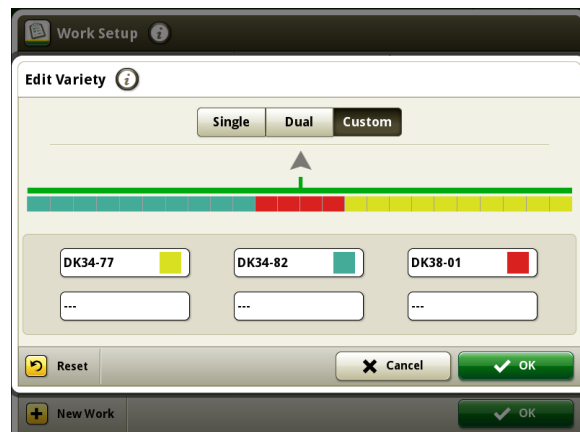 Work Setup
Edit Variety
Single Dual Custom
DK34-77 DK34-82 DK38-01
--- --- ---
Reset Cancel OK
New Work OK